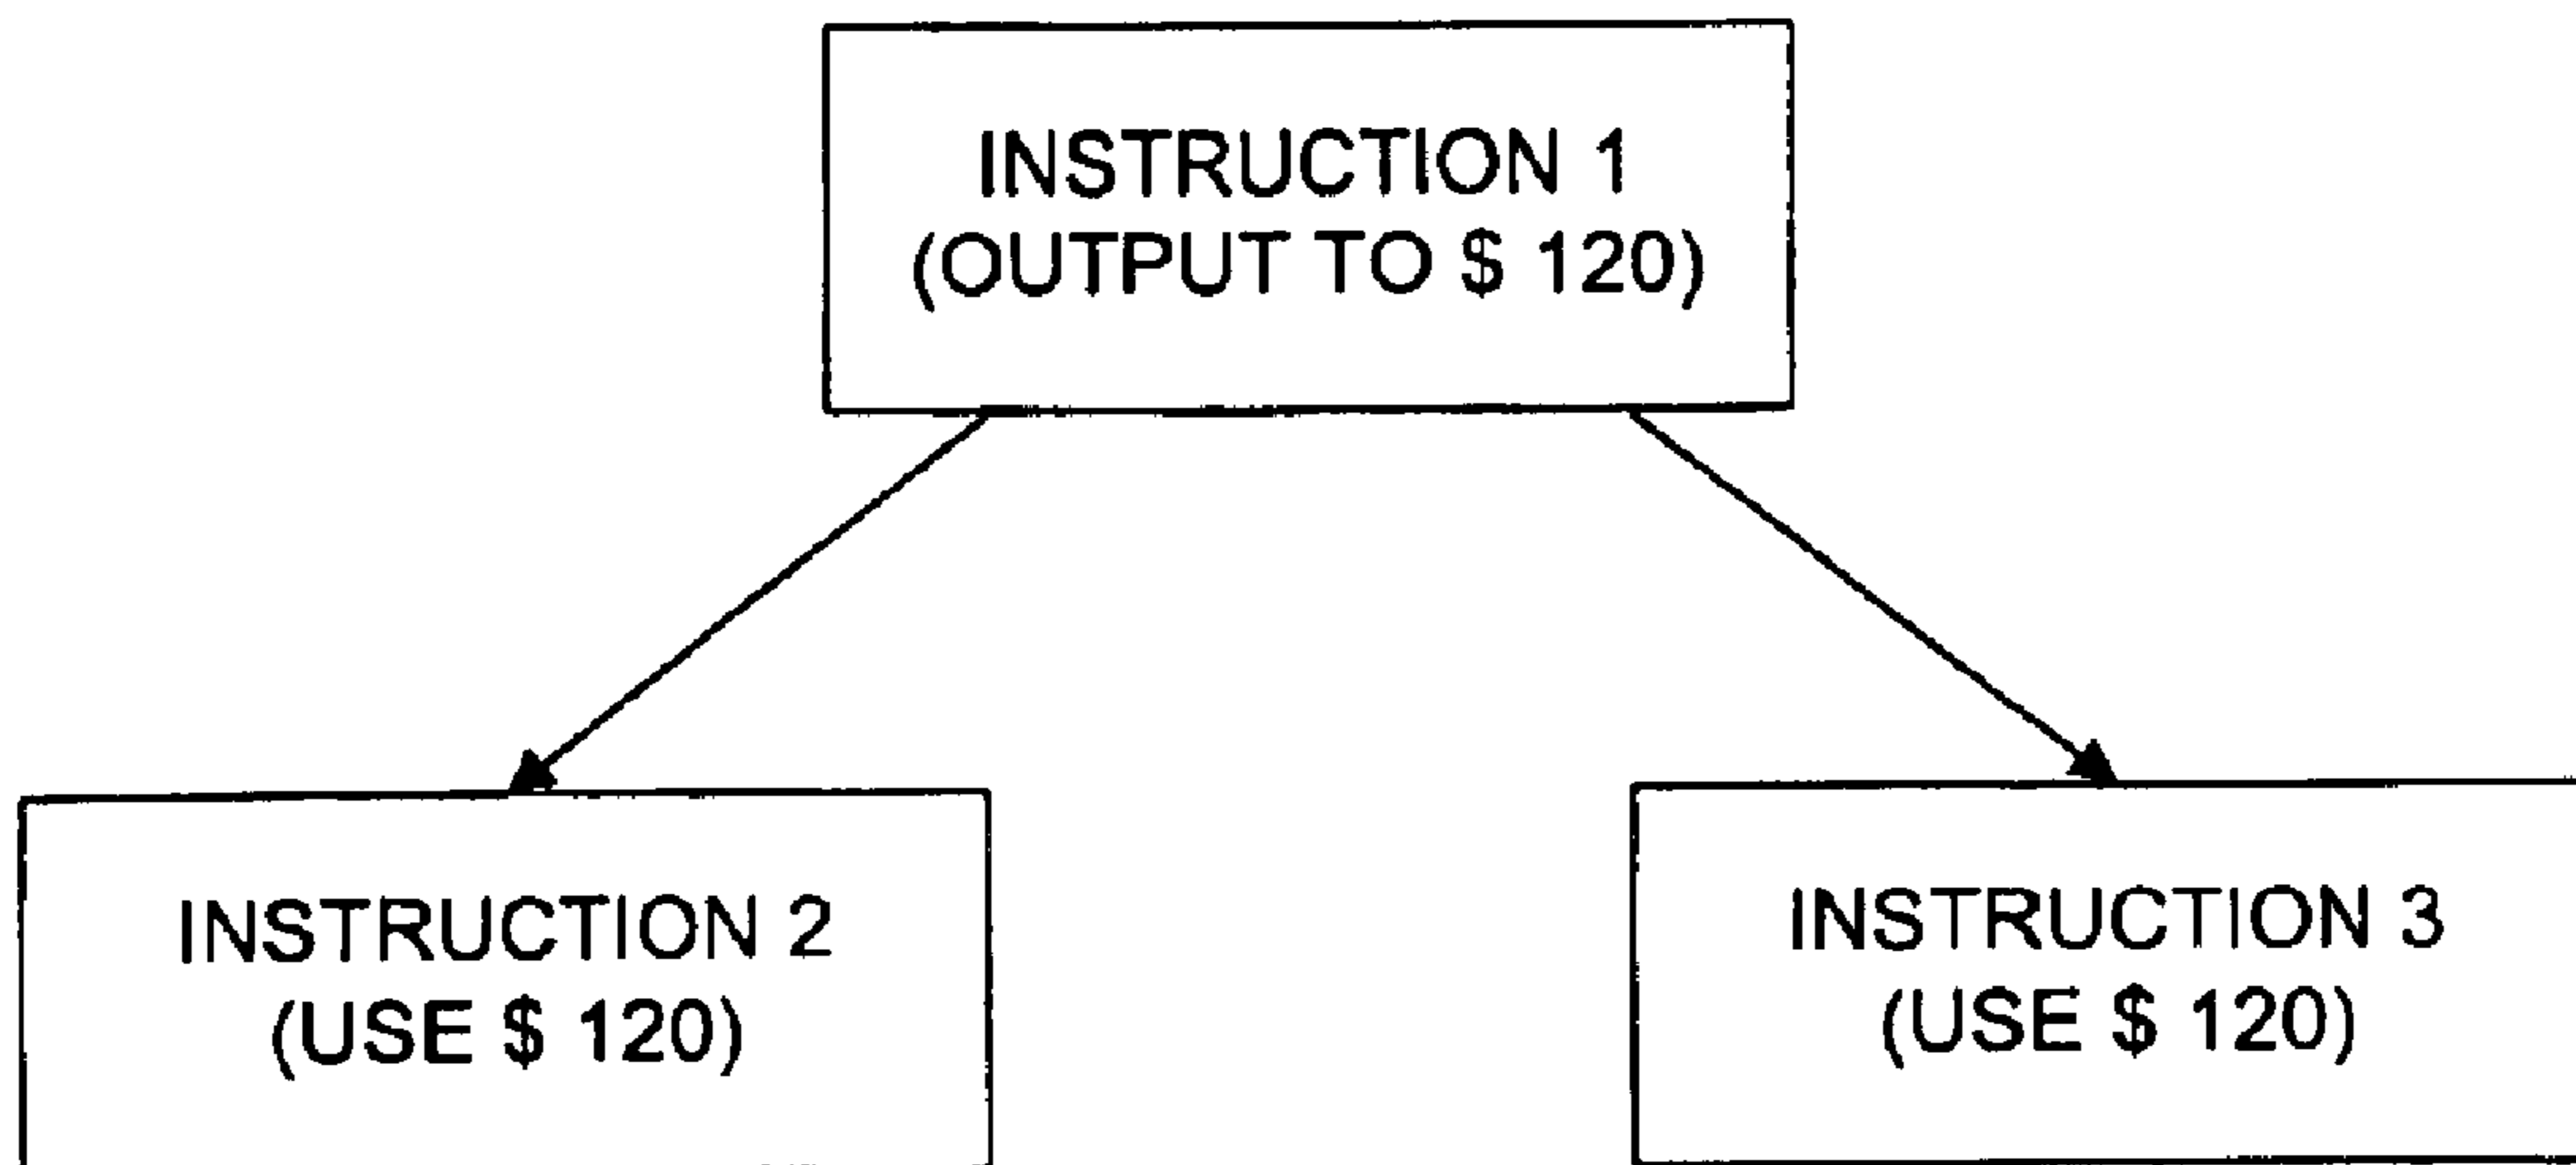 INSTRUCTION 1
(OUTPUT TO $ 120)
INSTRUCTION 2
(USE $ 120)
INSTRUCTION 3
(USE $ 120)